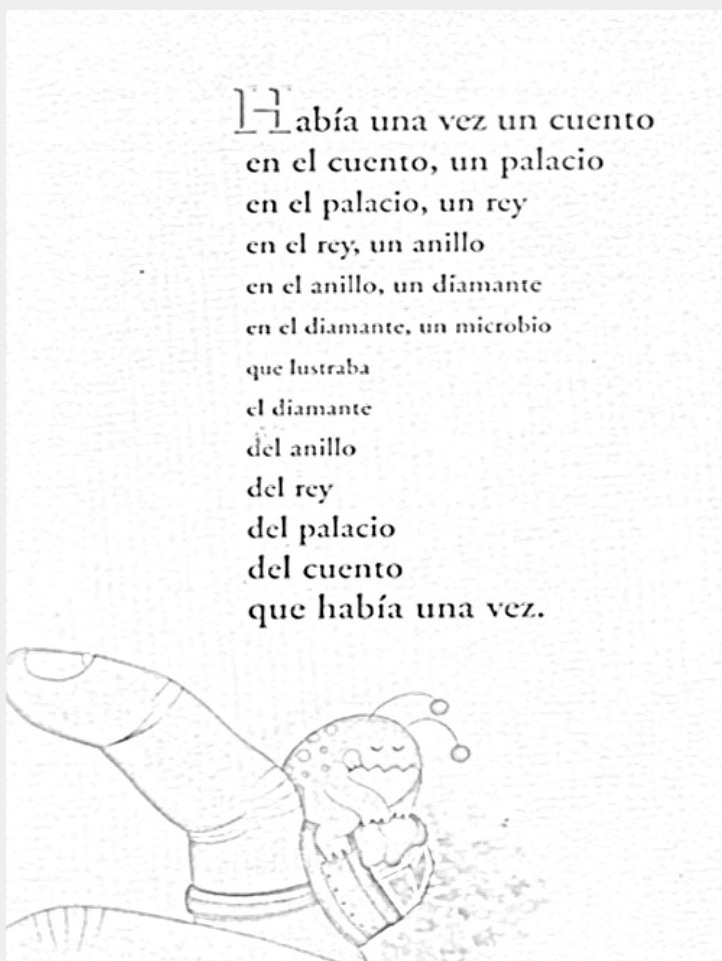 Había una vez un cuento
en el cuento, un palacio
en el palacio, un rey
en el rey, un anillo
en el anillo, un diamante
en el diamante, un microbio
que lustraba
el diamante
del anillo
del rey
del palacio
del cuento
que había una vez.